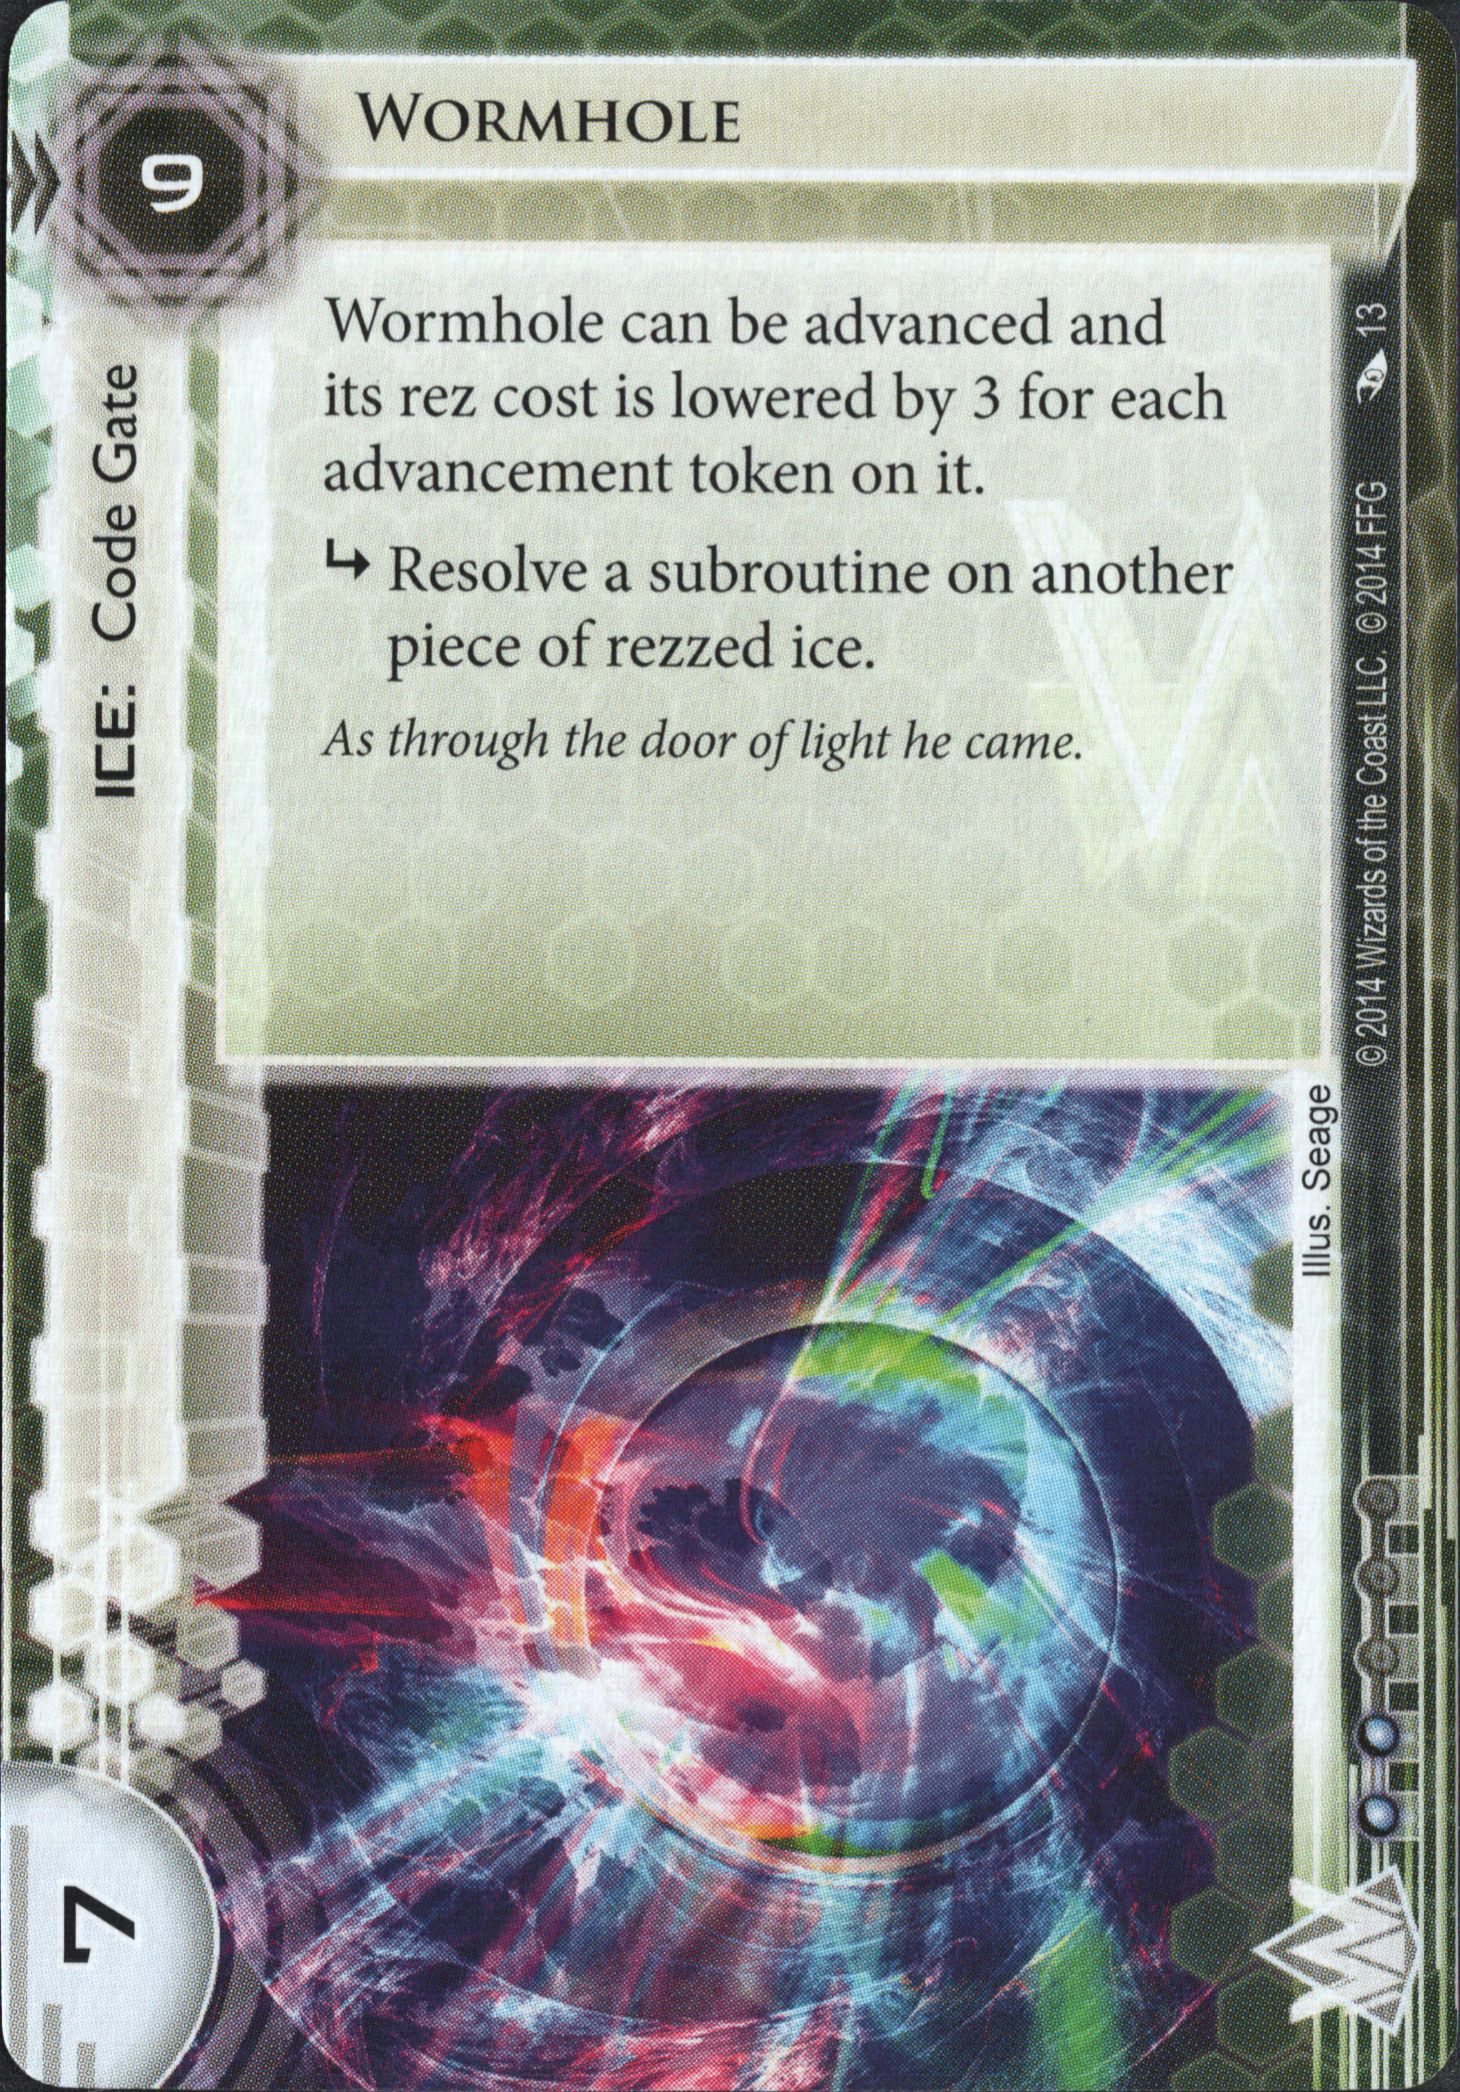 9
WORMHOLE
ICE: Code Gate
Wormhole can be advanced and
its rez cost is lowered by 3 for each
advancement token on it.
↳ Resolve a subroutine on another
piece of rezzed ice.
As through the door of light he came.
13
© 2014 Wizards of the Coast LLC. © 2014 FFG
Illus. Seage
7